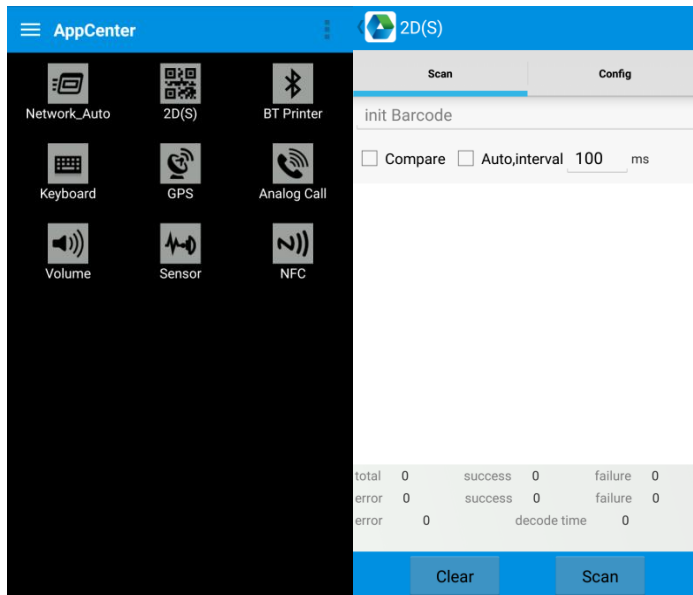 AppCenter
Network_Auto
2D(S)
BT Printer
Keyboard
GPS
Analog Call
Volume
Sensor
NFC
2D(S)
Scan
Config
init Barcode
Compare
Auto,interval 100 ms
total 0 success 0 failure 0
error 0 success 0 failure 0
error 0 decode time 0
Clear
Scan